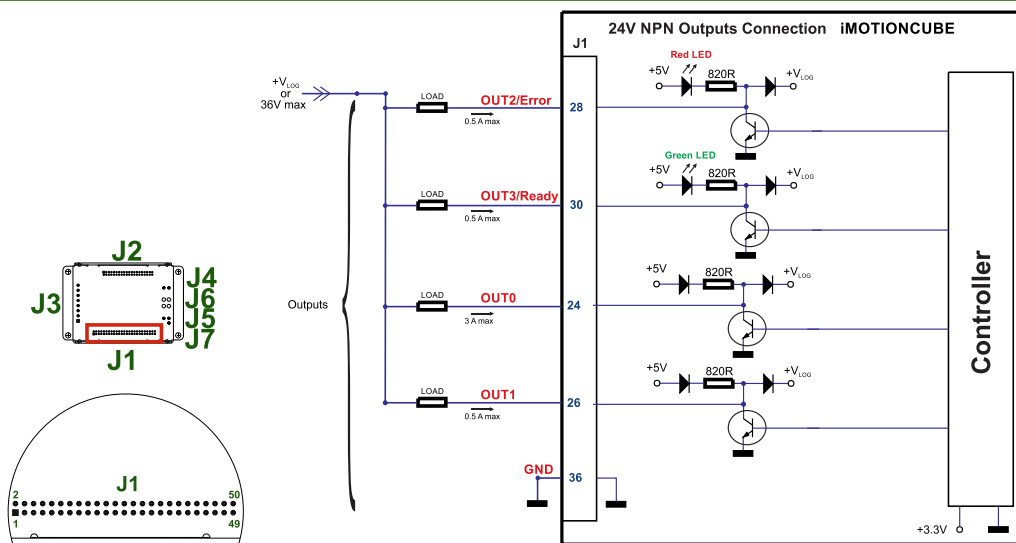 24V NPN Outputs Connection iMOTIONCUBE
J1
+VLOG
or
36V max
LOAD
OUT2/Error
0.5 A max
28
Red LED
+5V
820R
+VLOG
LOAD
OUT3/Ready
0.5 A max
30
Green LED
+5V
820R
+VLOG
Outputs
LOAD
OUT0
3 A max
24
+5V
820R
+VLOG
LOAD
OUT1
0.5 A max
26
+5V
820R
+VLOG
GND
36
Controller
+3.3V
J2
J3
J4
J6
J5
J7
J1
J1
2
50
1
49